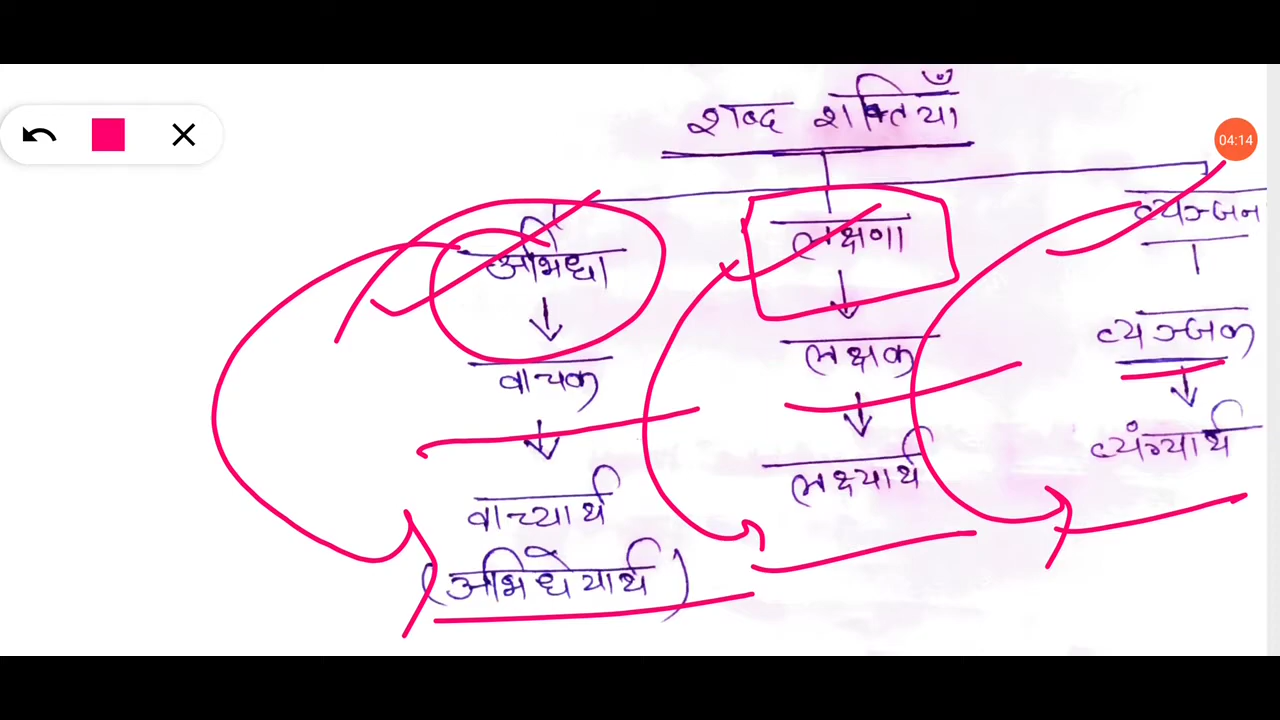 शब्द शक्तियाँ
04:14
अभिधा लक्षणा व्यञ्जन
वाचक लक्षक व्यञ्जक
वाच्यार्थ लक्ष्यार्थ व्यंग्यार्थ
(अभिधेयार्थ)